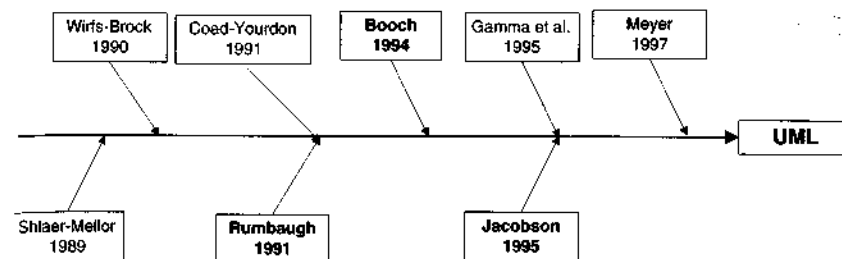 Wirfs-Brock
1990
Coad-Yourdon
1991
Booch
1994
Gamma et al.
1995
Meyer
1997
UML
Shlaer-Mellor
1989
Rumbaugh
1991
Jacobson
1995